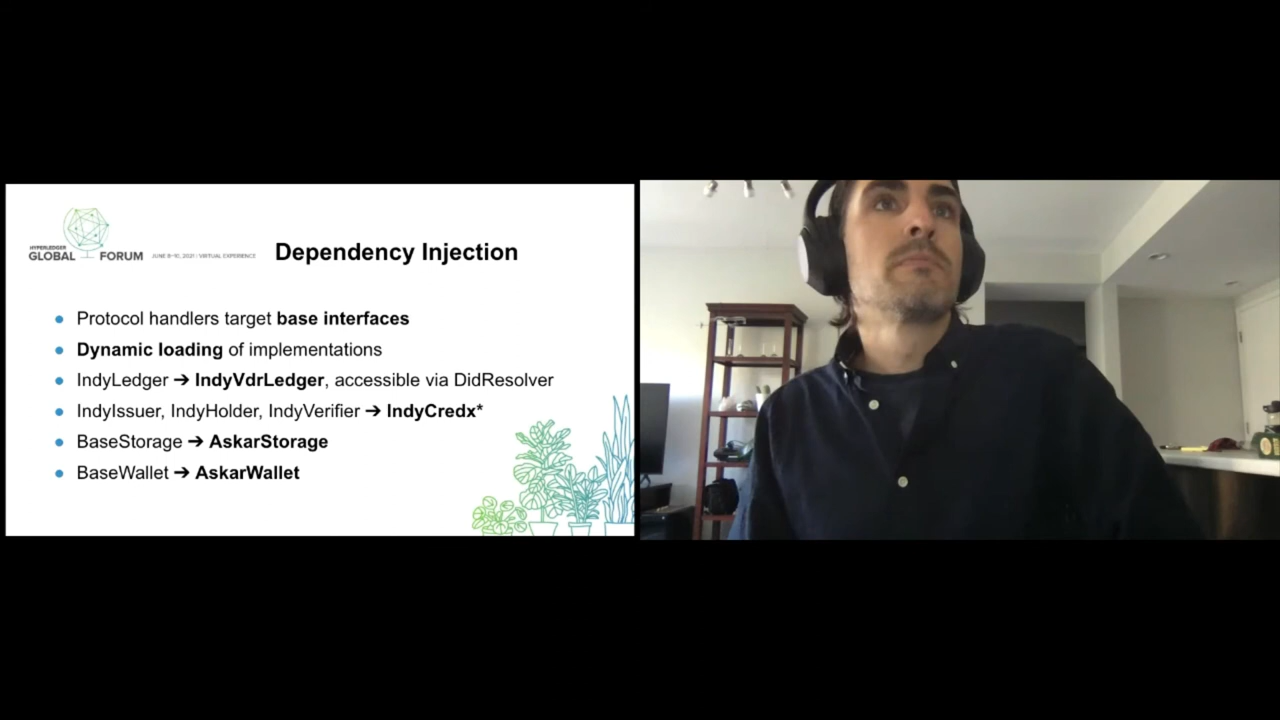 HYPERLEDGER
GLOBAL FORUM
JUNE 8-10, 2021 | VIRTUAL EXPERIENCE
Dependency Injection
Protocol handlers target base interfaces
Dynamic loading of implementations
IndyLedger ➔ IndyVdrLedger, accessible via DidResolver
IndyIssuer, IndyHolder, IndyVerifier ➔ IndyCredx*
BaseStorage ➔ AskarStorage
BaseWallet ➔ AskarWallet